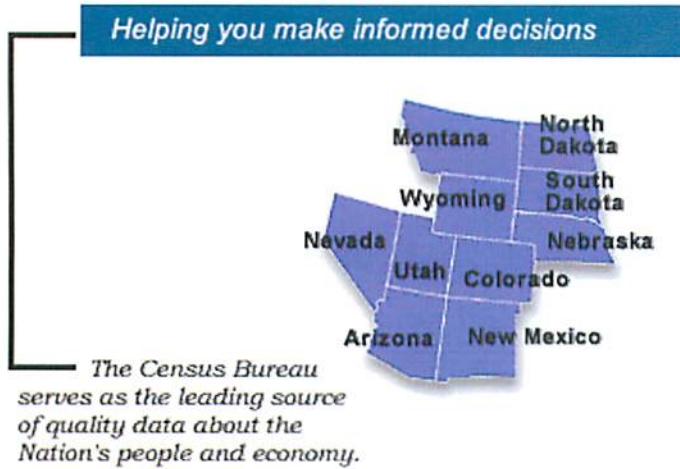 Helping you make informed decisions
Montana
North
Dakota
Wyoming
South
Dakota
Nevada
Nebraska
Utah
Colorado
Arizona
New Mexico
The Census Bureau
serves as the leading source
of quality data about the
Nation's people and economy.